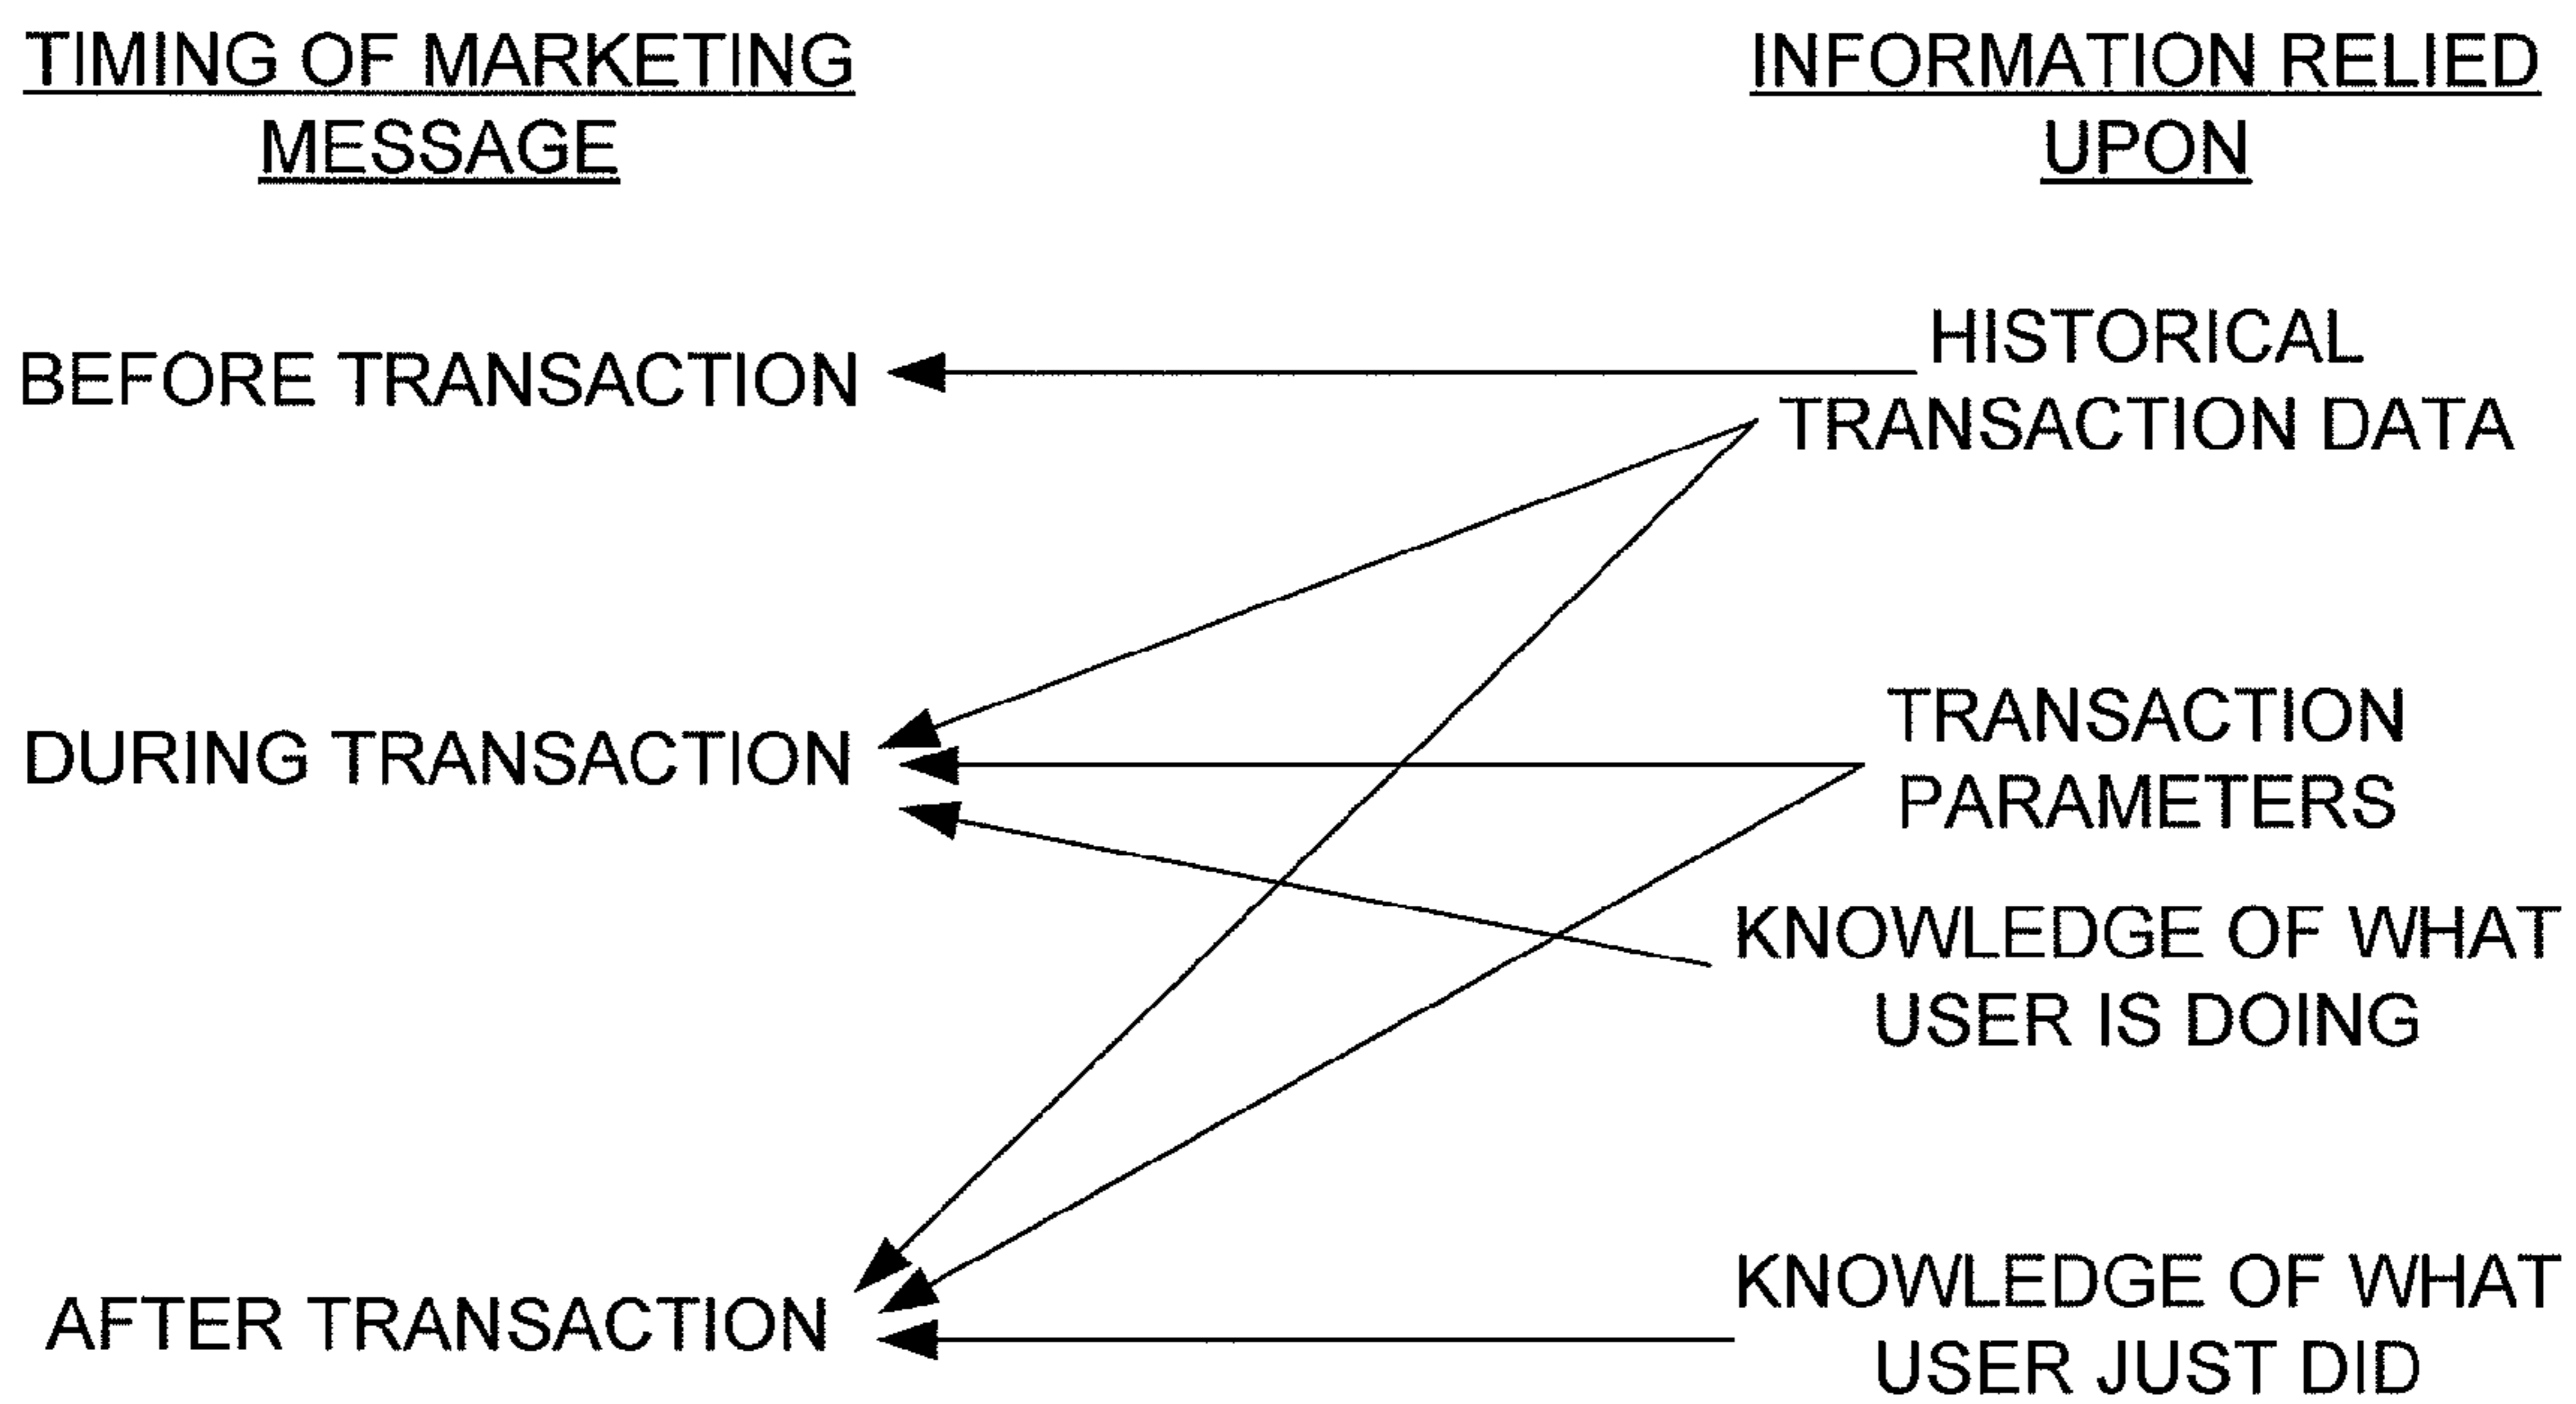 TIMING OF MARKETING
MESSAGE
INFORMATION RELIED
UPON
BEFORE TRANSACTION
HISTORICAL
TRANSACTION DATA
DURING TRANSACTION
TRANSACTION
PARAMETERS
KNOWLEDGE OF WHAT
USER IS DOING
AFTER TRANSACTION
KNOWLEDGE OF WHAT
USER JUST DID